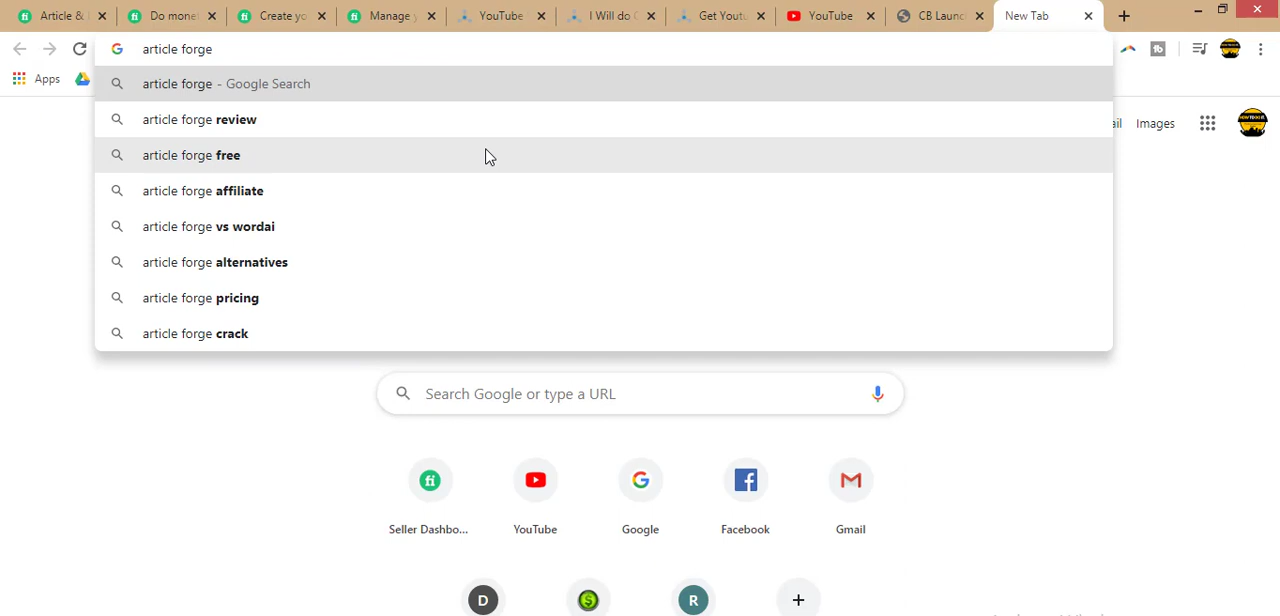 Article & 
Do monet
Create yo
Manage y
YouTube
I Will do
Get Youtu
YouTube
CB Launc
New Tab
article forge
Apps
article forge - Google Search
article forge review
article forge free
article forge affiliate
article forge vs wordai
article forge alternatives
article forge pricing
article forge crack
ail Images
Search Google or type a URL
Seller Dashbo... YouTube Google Facebook Gmail
D R